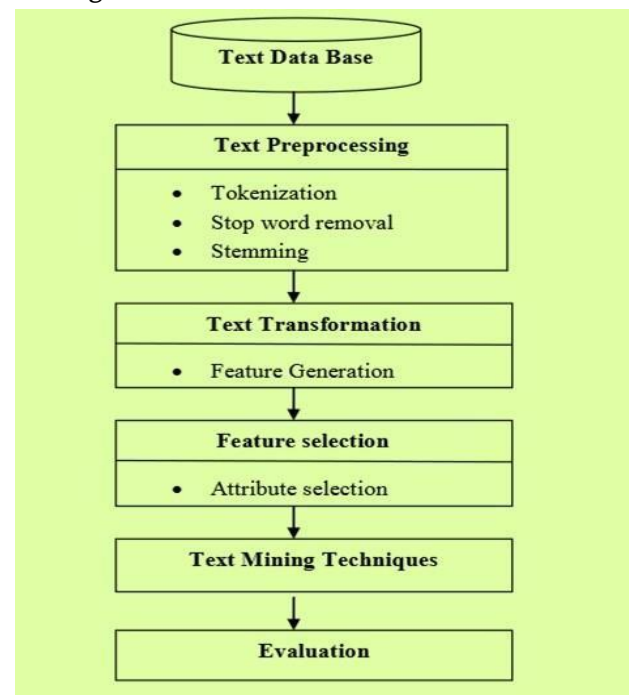 Text Data Base
Text Preprocessing
• Tokenization
• Stop word removal
• Stemming
Text Transformation
• Feature Generation
Feature selection
• Attribute selection
Text Mining Techniques
Evaluation